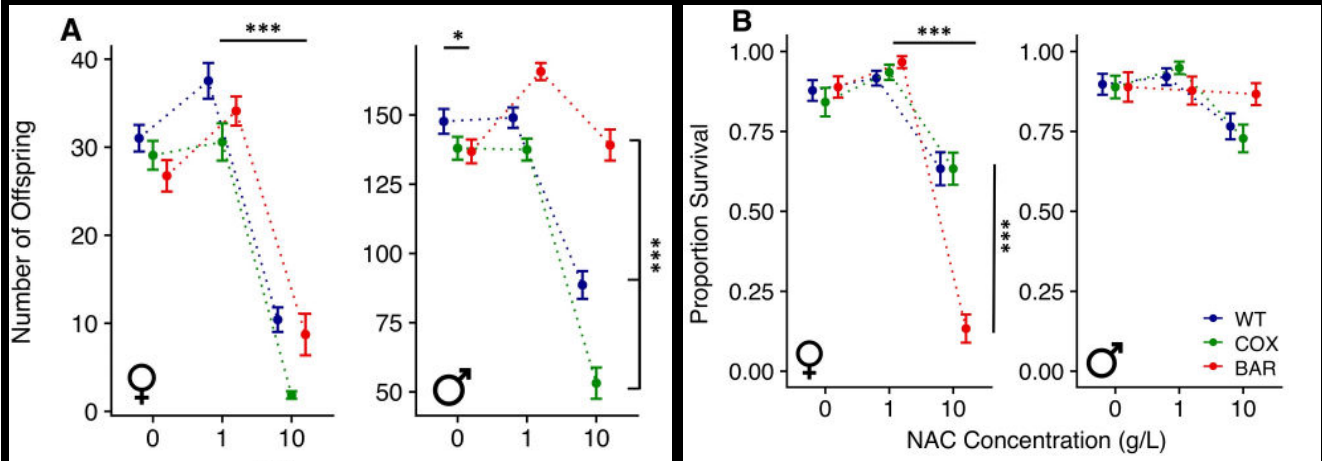 A
***
Number of Offspring
40
30
20
10
0
♀
0 1 10
*
150
125
100
75
50
***
♂
0 1 10
B
***
Proportion Survival
1.00
0.75
0.50
0.25
0.00
***
♀
0 1 10
1.00
0.75
0.50
0.25
0.00
WT
COX
BAR
♂
0 1 10
NAC Concentration (g/L)